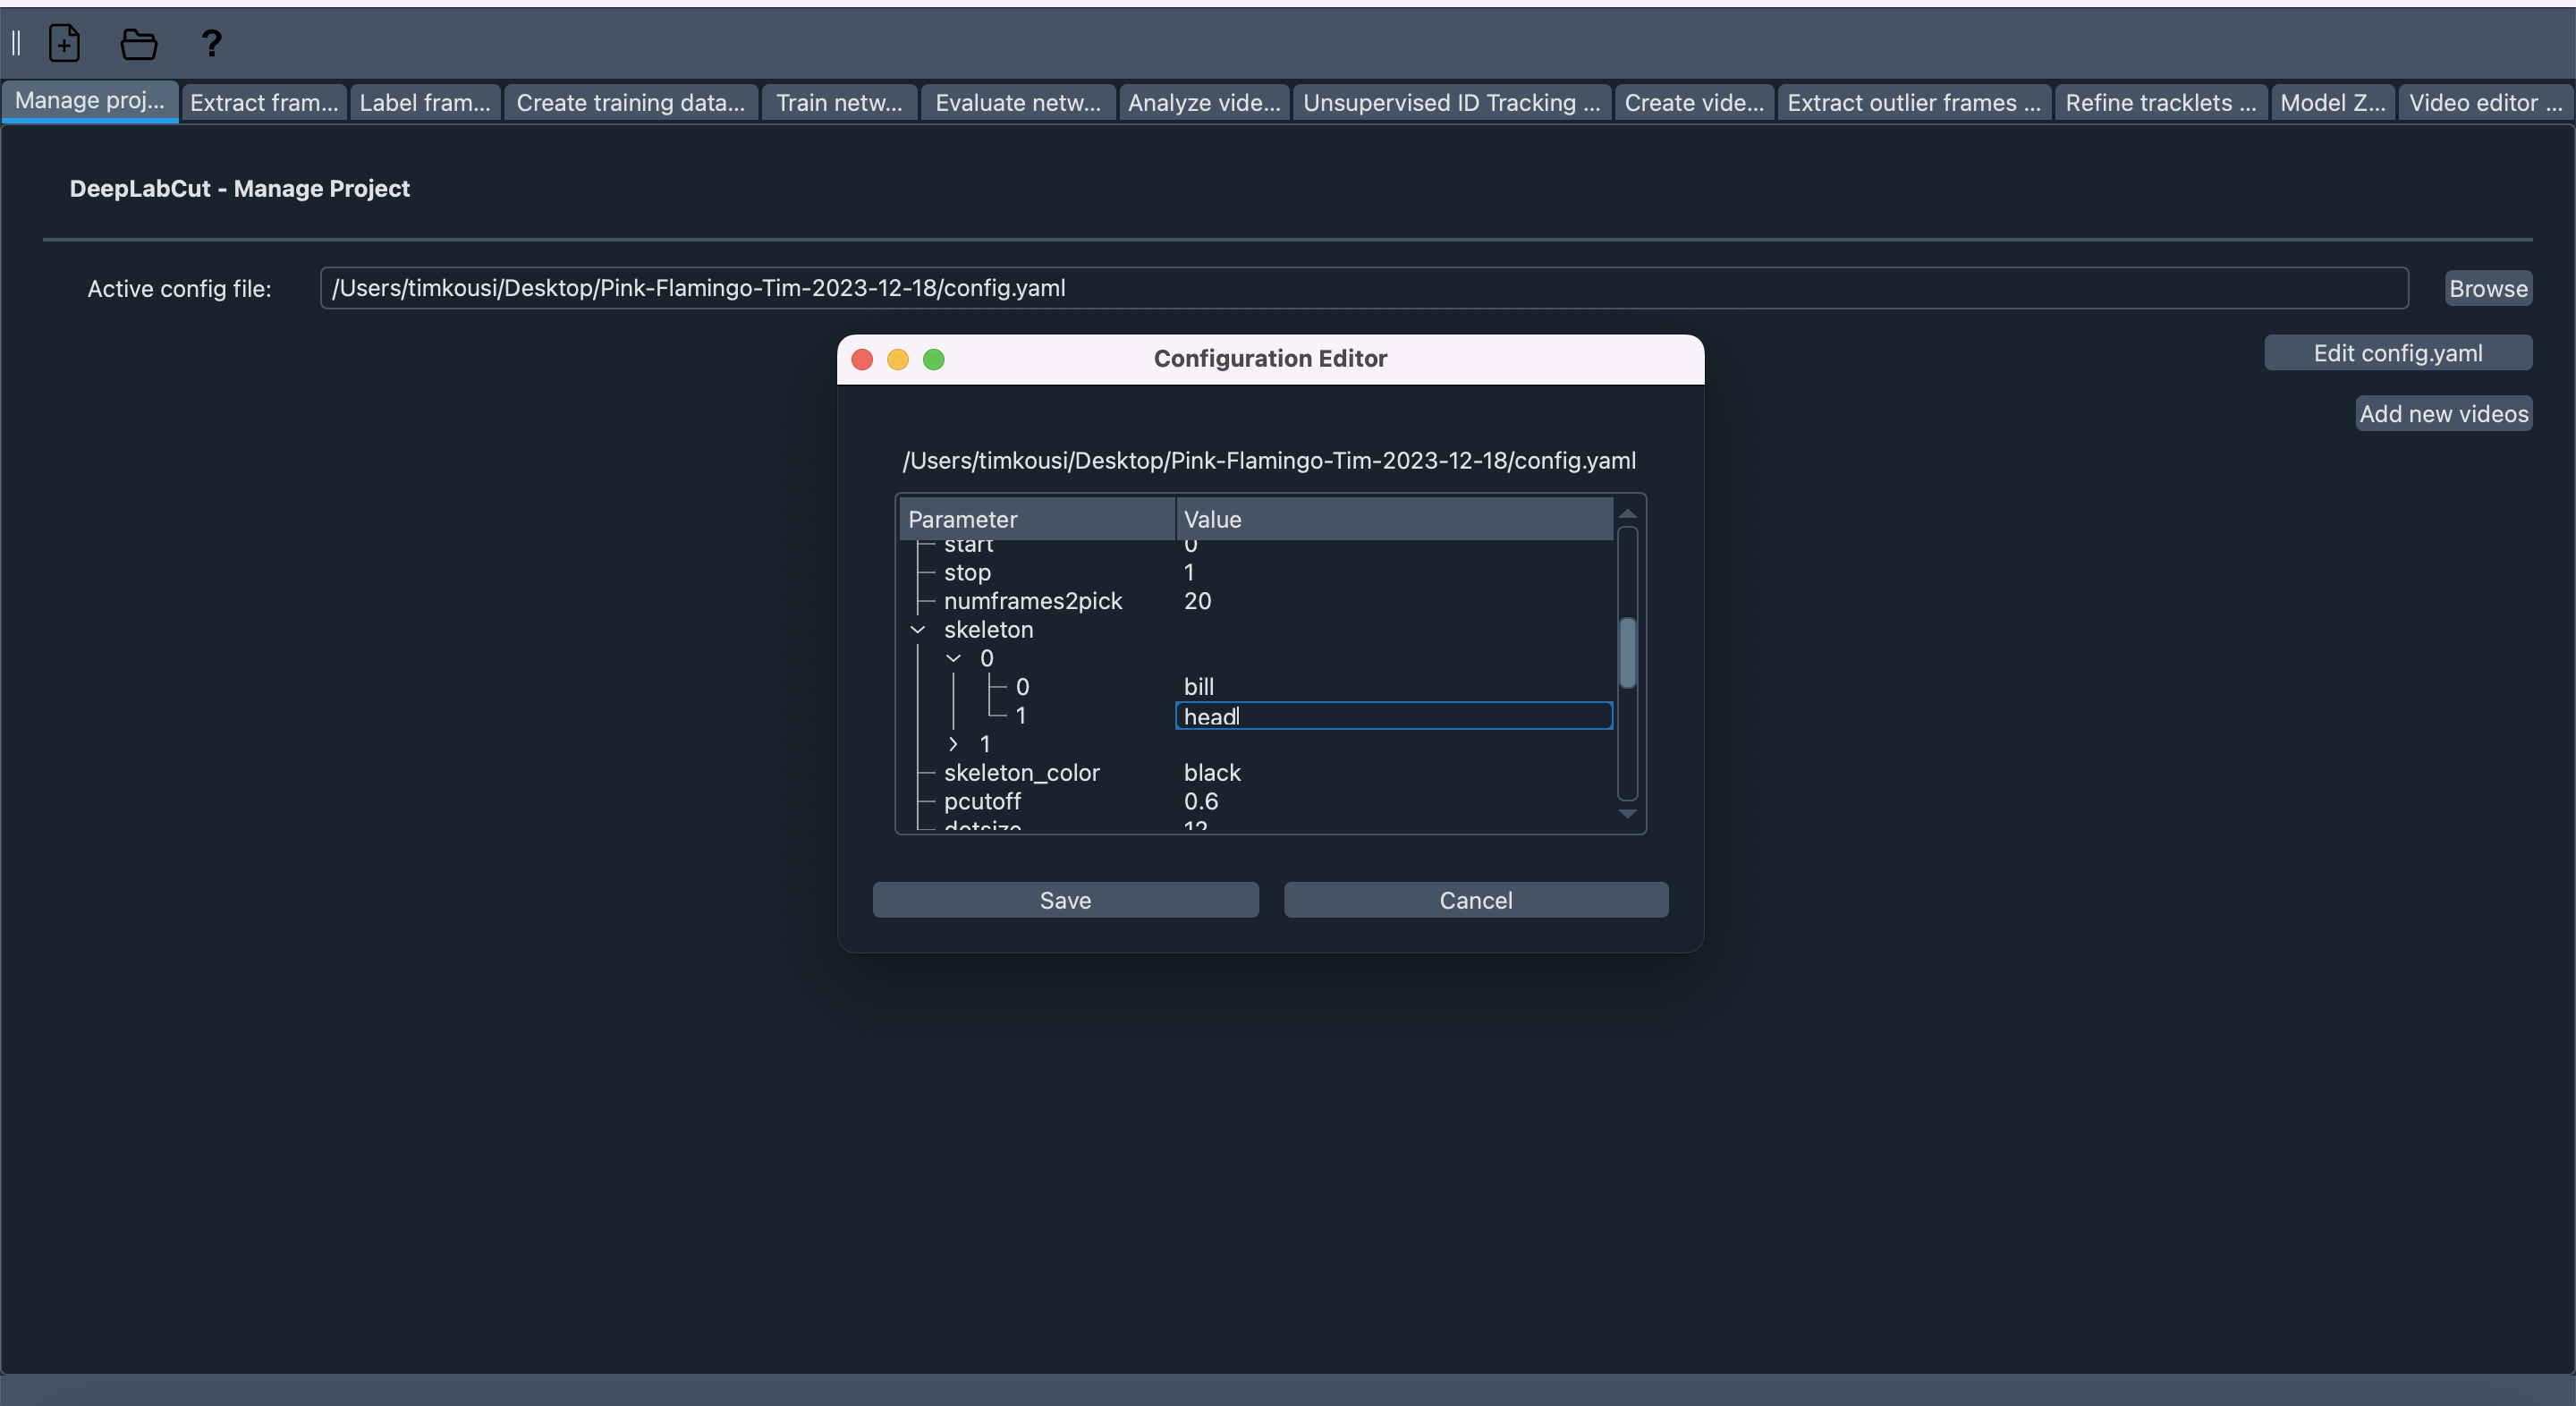 ?
Manage proj...
Extract fram...
Label fram...
Create training data...
Train netw...
Evaluate netw...
Analyze vide...
Unsupervised ID Tracking ...
Create vide...
Extract outlier frames ...
Refine tracklets ...
Model Z...
Video editor ...
DeepLabCut - Manage Project
Active config file:
/Users/timkousi/Desktop/Pink-Flamingo-Tim-2023-12-18/config.yaml
Browse
Edit config.yaml
Add new videos
Configuration Editor
/Users/timkousi/Desktop/Pink-Flamingo-Tim-2023-12-18/config.yaml
Parameter Value
start 0
stop 1
numframes2pick 20
skeleton
0
0 bill
1 head
1
skeleton_color black
pcutoff 0.6
dotsize 12
Save
Cancel